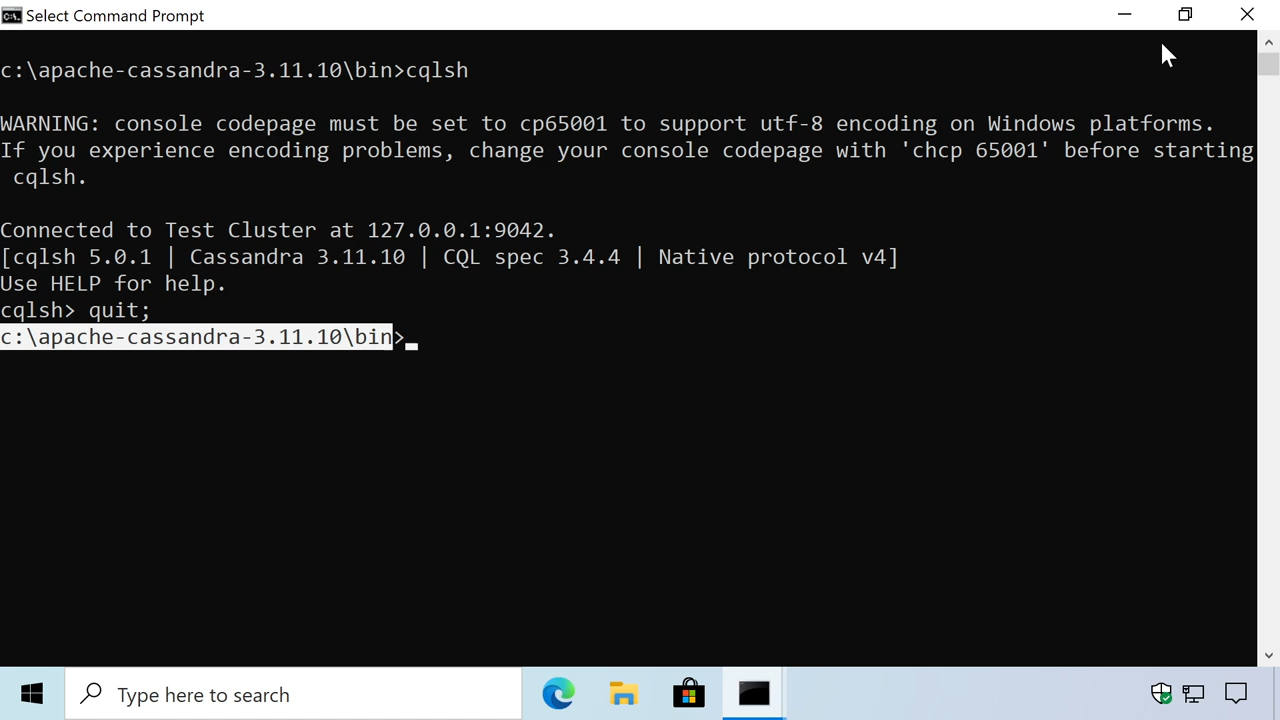 Select Command Prompt
c:\apache-cassandra-3.11.10\bin>cqlsh
WARNING: console codepage must be set to cp65001 to support utf-8 encoding on Windows platforms.
If you experience encoding problems, change your console codepage with 'chcp 65001' before starting
cqlsh.
Connected to Test Cluster at 127.0.0.1:9042.
[cqlsh 5.0.1 | Cassandra 3.11.10 | CQL spec 3.4.4 | Native protocol v4]
Use HELP for help.
cqlsh> quit;
c:\apache-cassandra-3.11.10\bin>
Type here to search